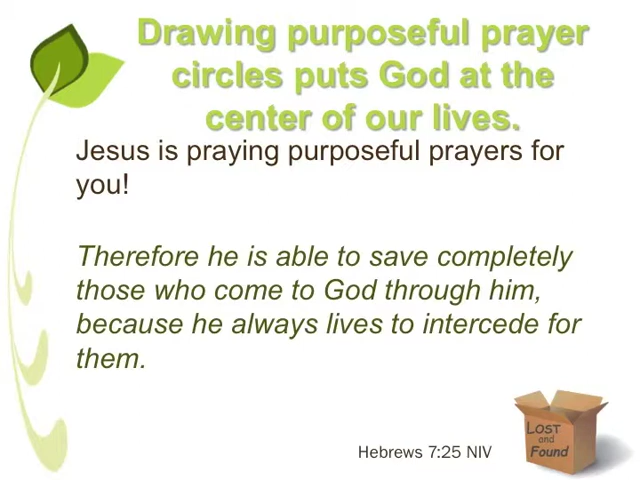 Drawing purposeful prayer
circles puts God at the
center of our lives.
Jesus is praying purposeful prayers for
you!
Therefore he is able to save completely
those who come to God through him,
because he always lives to intercede for
them.
Hebrews 7:25 NIV
LOST
and
Found